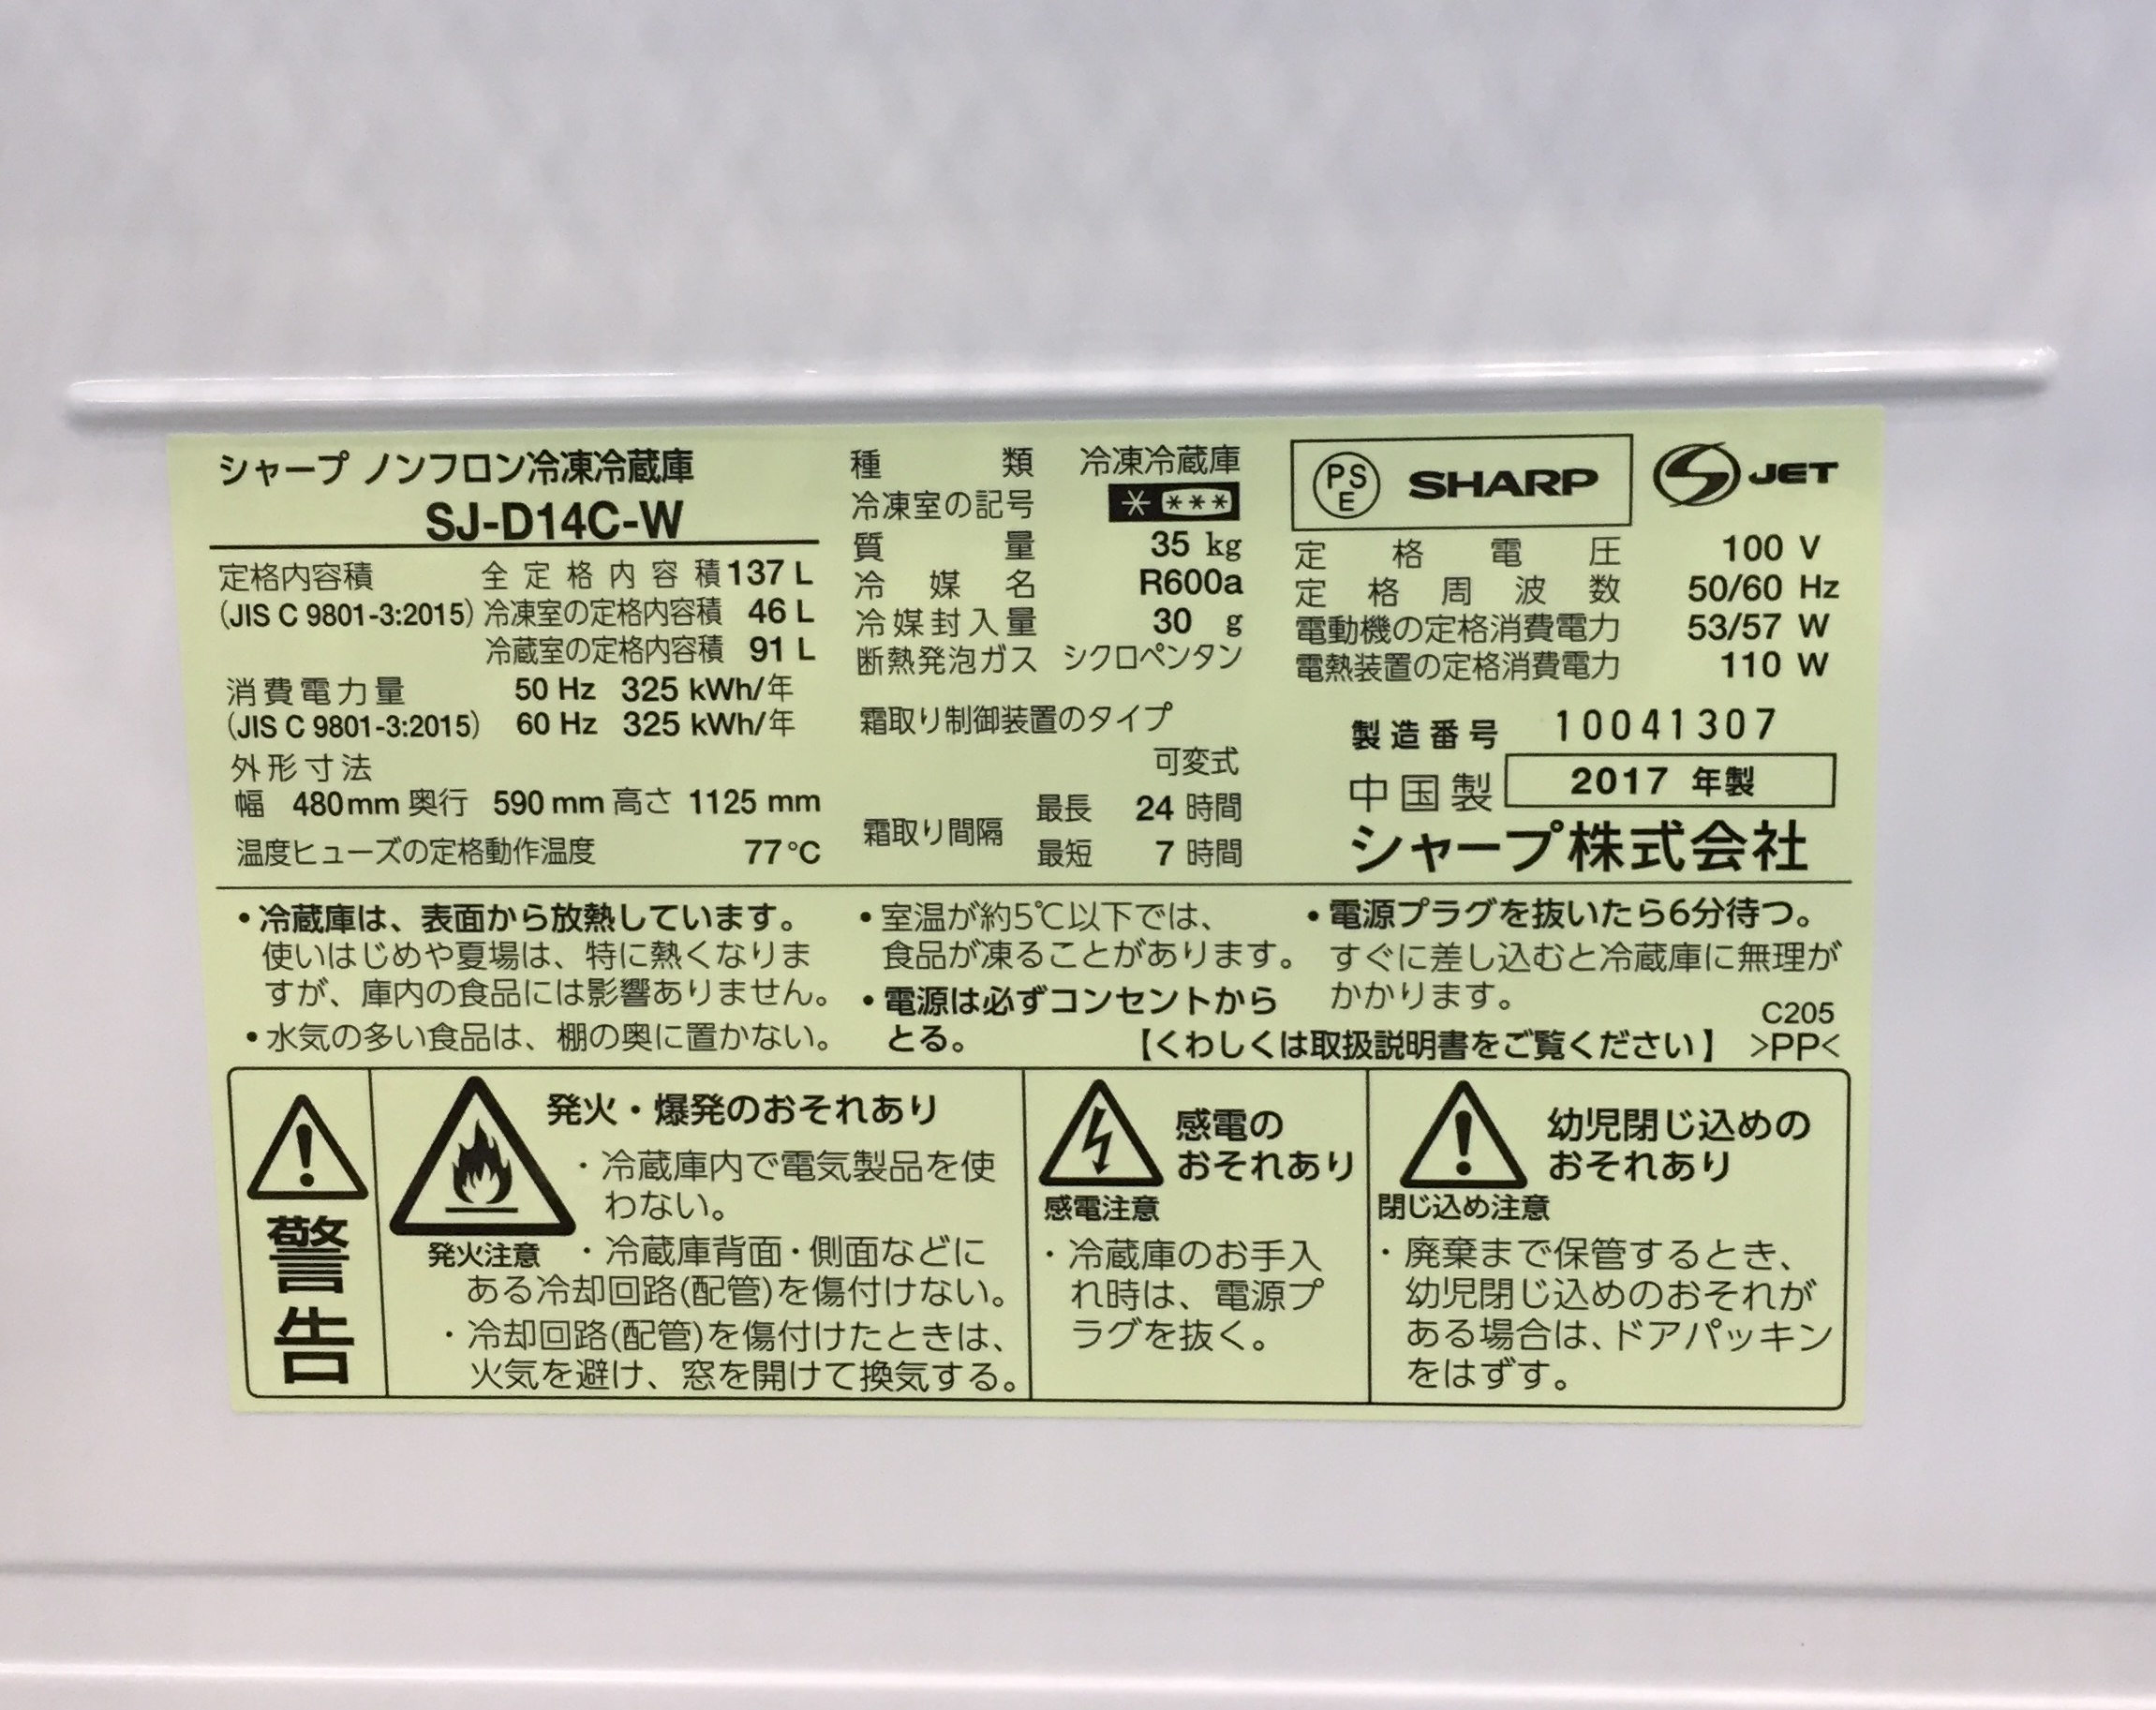 シャープ ノンフロン冷凍冷蔵庫
SJ-D14C-W
定格内容積 全定格内容積 137 L
(JIS C 9801-3:2015) 冷凍室の定格内容積 46 L
冷蔵室の定格内容積 91 L
消費電力量 50 Hz 325 kWh/年
(JIS C 9801-3:2015) 60 Hz 325 kWh/年
外形寸法
幅 480mm 奥行 590 mm 高さ 1125 mm
温度ヒューズの定格動作温度 77℃
種類 冷凍冷蔵庫
冷凍室の記号 * ***
質量 35 kg
冷媒名 R600a
冷媒封入量 30 g
断熱発泡ガス シクロペンタン
霜取り制御装置のタイプ
可変式
霜取り間隔 最長 24 時間
最短 7 時間
PSE SHARP JET
定格電圧 100 V
定格周波数 50/60 Hz
電動機の定格消費電力 53/57 W
電熱装置の定格消費電力 110 W
製造番号 10041307
中国製 2017 年製
シャープ株式会社
・冷蔵庫は、表面から放熱しています。
使いはじめや夏場は、特に熱くなりま
すが、庫内の食品には影響ありません。
・水気の多い食品は、棚の奥に置かない。
・室温が約5℃以下では、
食品が凍ることがあります。
・電源は必ずコンセントから
とる。
・電源プラグを抜いたら6分待つ。
すぐに差し込むと冷蔵庫に無理が
かかります。
【くわしくは取扱説明書をご覧ください】
C205
>PP<
警告
発火注意
発火・爆発のおそれあり
・冷蔵庫内で電気製品を使
わない。
・冷蔵庫背面・側面などに
ある冷却回路(配管)を傷付けない。
・冷却回路(配管)を傷付けたときは、
火気を避け、窓を開けて換気する。
感電の
おそれあり
感電注意
・冷蔵庫のお手入
れ時は、電源プ
ラグを抜く。
幼児閉じ込めの
おそれあり
閉じ込め注意
・廃棄まで保管するとき、
幼児閉じ込めのおそれが
ある場合は、ドアパッキン
をはずす。